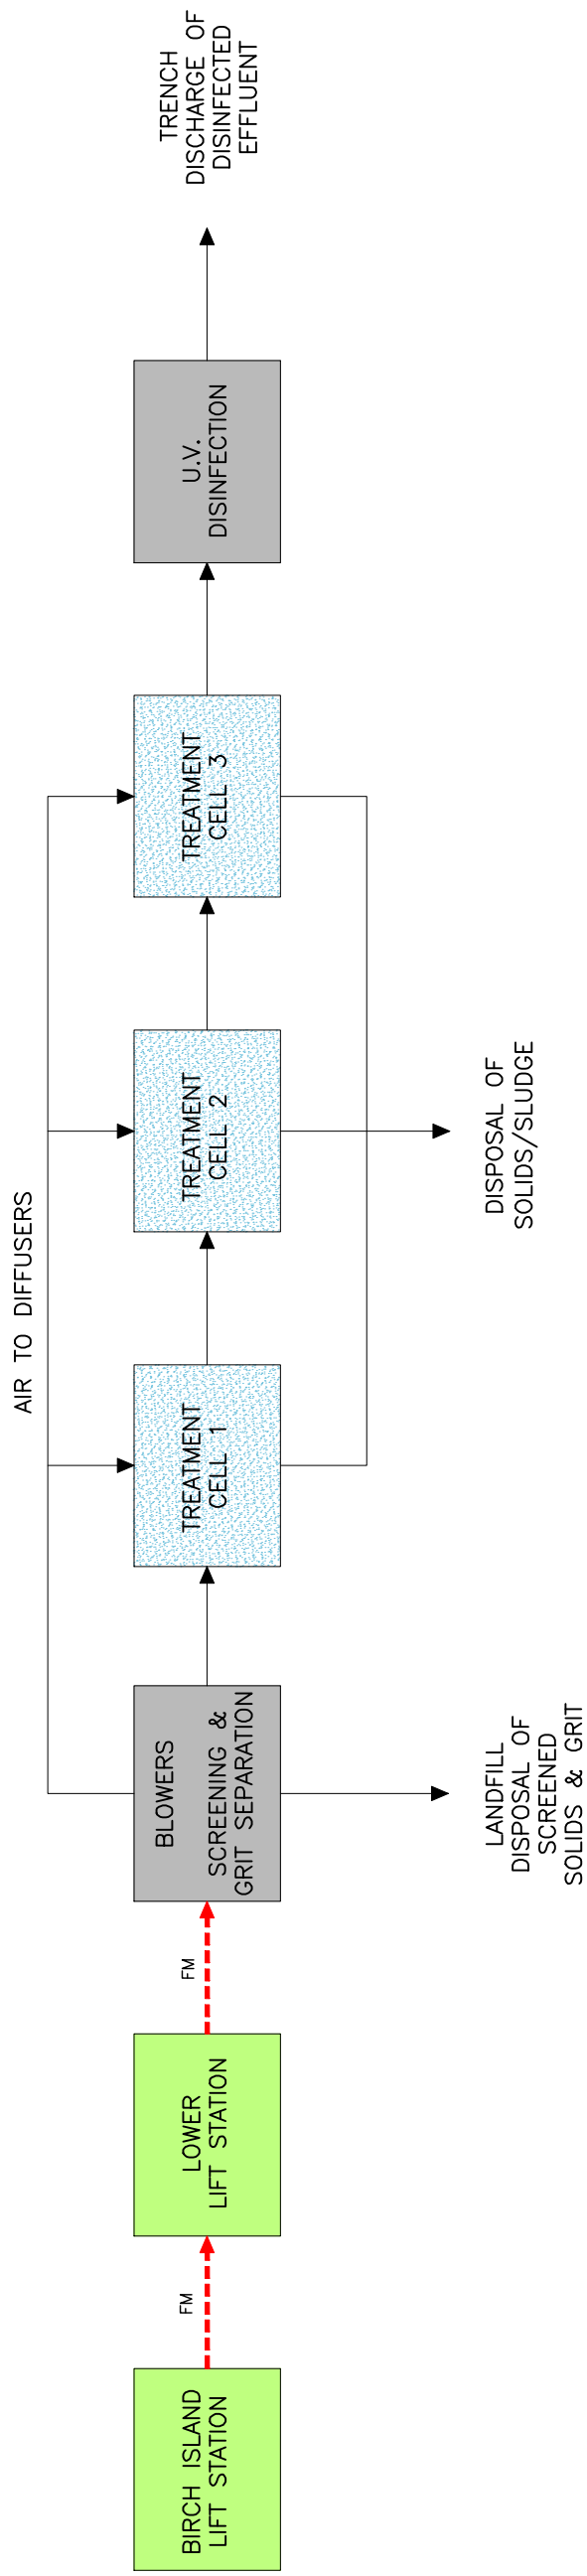 AIR TO DIFFUSERS
BIRCH ISLAND
LIFT STATION
FM
LOWER
LIFT STATION
FM
BLOWERS
SCREENING &
GRIT SEPARATION
TREATMENT
CELL 1
TREATMENT
CELL 2
TREATMENT
CELL 3
U.V.
DISINFECTION
TRENCH
DISCHARGE OF
DISINFECTED
EFFLUENT
LANDFILL
DISPOSAL OF
SCREENED
SOLIDS & GRIT
DISPOSAL OF
SOLIDS/SLUDGE